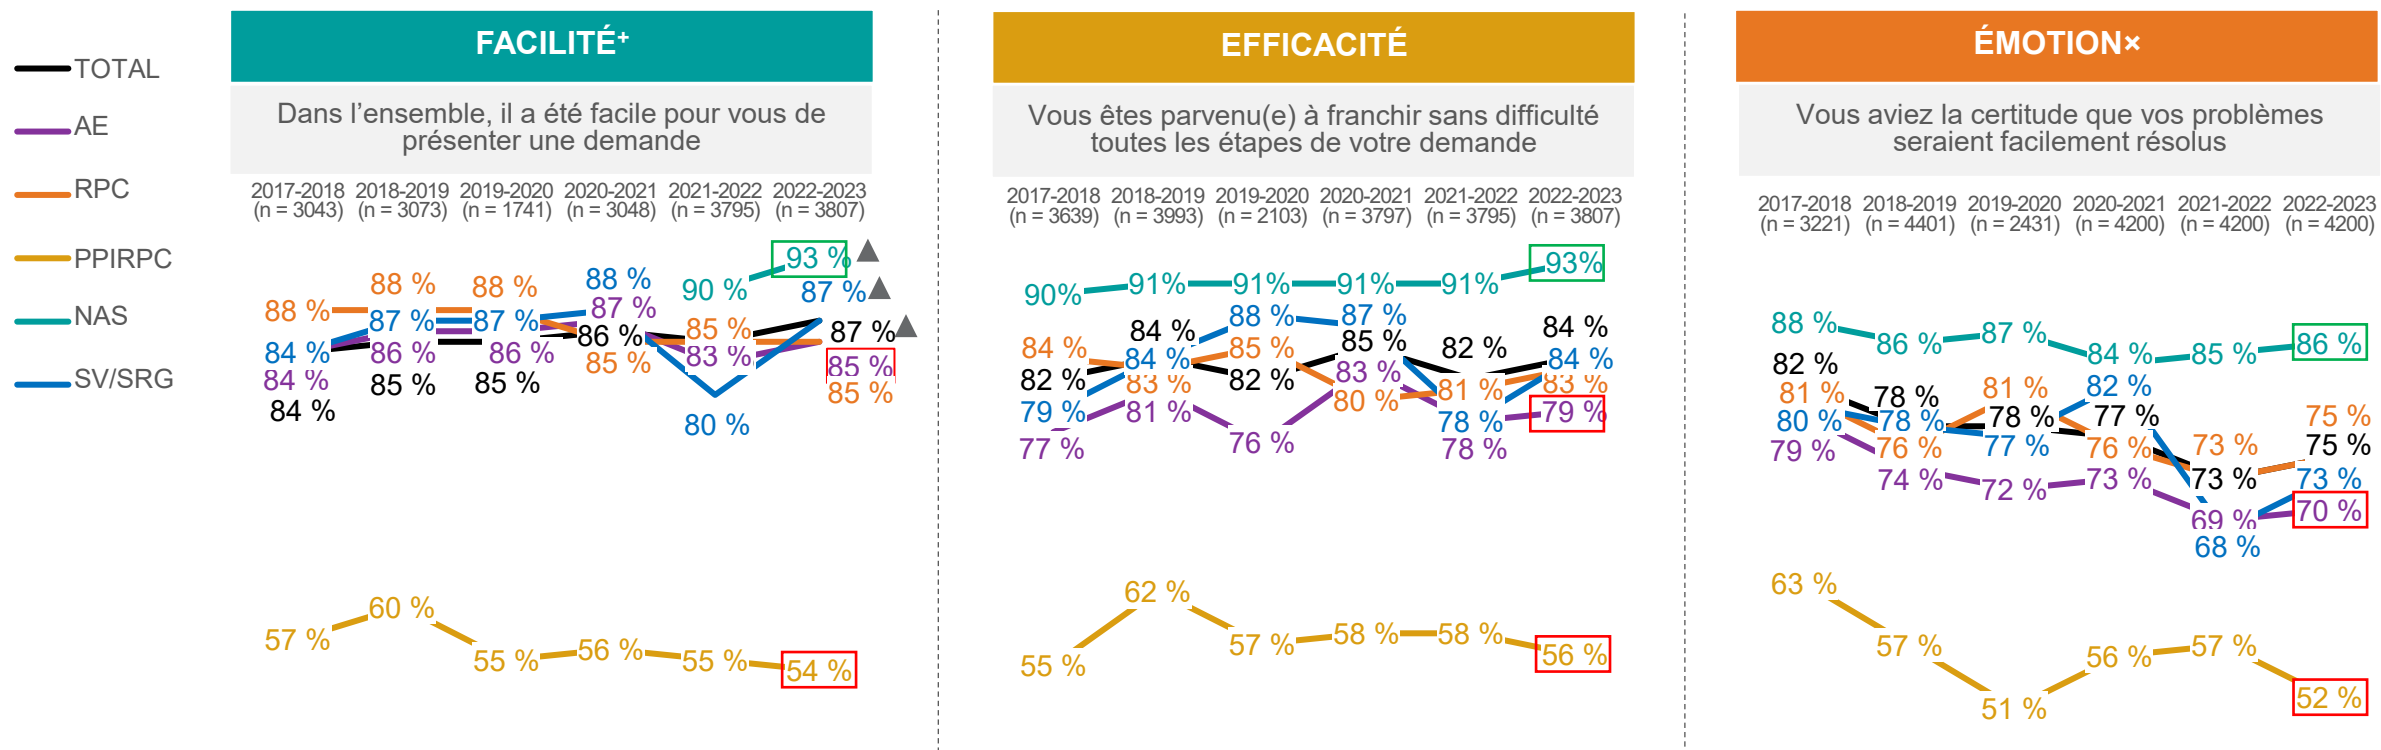 TOTAL
AE
RPC
PPIRPC
NAS
SV/SRG
FACILITÉ+
Dans l'ensemble, il a été facile pour vous de
présenter une demande
2017-2018 2018-2019 2019-2020 2020-2021 2021-2022 2022-2023
(n = 3043) (n = 3073) (n = 1741) (n = 3048) (n = 3795) (n = 3807)
93 % ▲
88 % 88 % 88 % 90 % 87 % ▲
88 % 87 % 87 % 87 % 85 % 87 % ▲
84 % 86 % 86 % 86 % 83 % 85 %
84 % 85 % 85 % 85 % 85 %
84 % 80 %
57 % 60 % 55 % 56 % 55 % 54 %
EFFICACITÉ
Vous êtes parvenu(e) à franchir sans difficulté
toutes les étapes de votre demande
2017-2018 2018-2019 2019-2020 2020-2021 2021-2022 2022-2023
(n = 3639) (n = 3993) (n = 2103) (n = 3797) (n = 3795) (n = 3807)
90% 91% 91% 91% 91% 93%
84 % 84 % 88 % 87 % 82 % 84 %
82 % 84 % 85 % 85 % 81 % 84 %
79 % 83 % 82 % 83 % 78 % 83 %
77 % 81 % 76 % 80 % 78 % 79 %
55 % 62 % 57 % 58 % 58 % 56 %
ÉMOTION×
Vous aviez la certitude que vos problèmes
seraient facilement résolus
2017-2018 2018-2019 2019-2020 2020-2021 2021-2022 2022-2023
(n = 3221) (n = 4401) (n = 2431) (n = 4200) (n = 4200) (n = 4200)
88 % 86 % 87 % 84 % 85 % 86 %
82 % 78 % 81 % 82 % 73 % 75 %
81 % 78 % 78 % 77 % 73 % 75 %
80 % 76 % 77 % 76 % 69 % 73 %
79 % 74 % 72 % 73 % 68 % 70 %
63 % 57 % 51 % 56 % 57 % 52 %